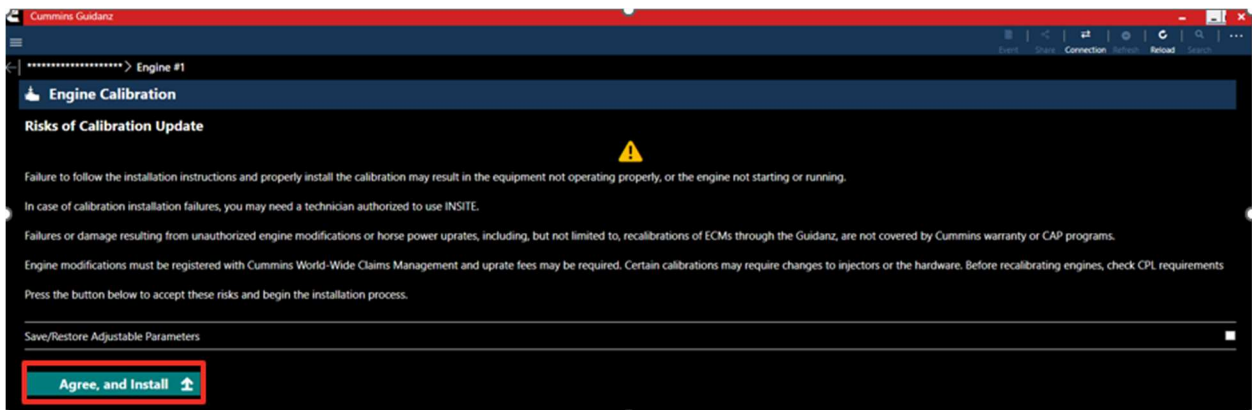 Cummins Guidanz
Event Share Connection Refresh Reload Search
********************* > Engine #1
Engine Calibration
Risks of Calibration Update
Failure to follow the installation instructions and properly install the calibration may result in the equipment not operating properly, or the engine not starting or running.
In case of calibration installation failures, you may need a technician authorized to use INSITE.
Failures or damage resulting from unauthorized engine modifications or horse power uprates, including, but not limited to, recalibrations of ECMs through the Guidanz, are not covered by Cummins warranty or CAP programs.
Engine modifications must be registered with Cummins World-Wide Claims Management and uprate fees may be required. Certain calibrations may require changes to injectors or the hardware. Before recalibrating engines, check CPL requirements
Press the button below to accept these risks and begin the installation process.
Save/Restore Adjustable Parameters
Agree, and Install